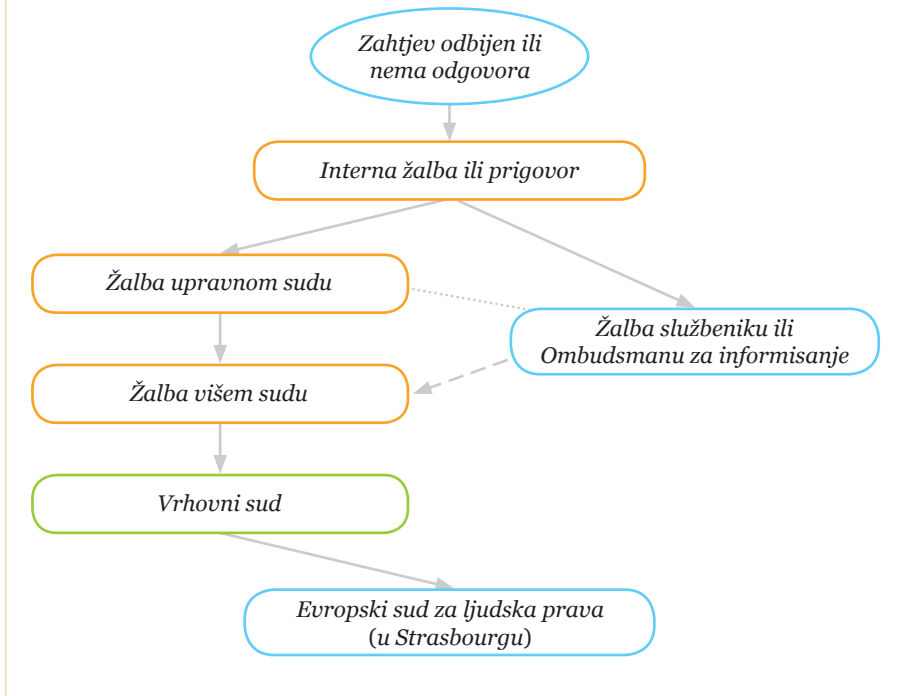 Zahtjev odbijen ili
nema odgovora
Interna žalba ili prigovor
Žalba upravnom sudu
Žalba službeniku ili
Ombudsmanu za informisanje
Žalba višem sudu
Vrhovni sud
Evropski sud za ljudska prava
(u Strasbourgu)